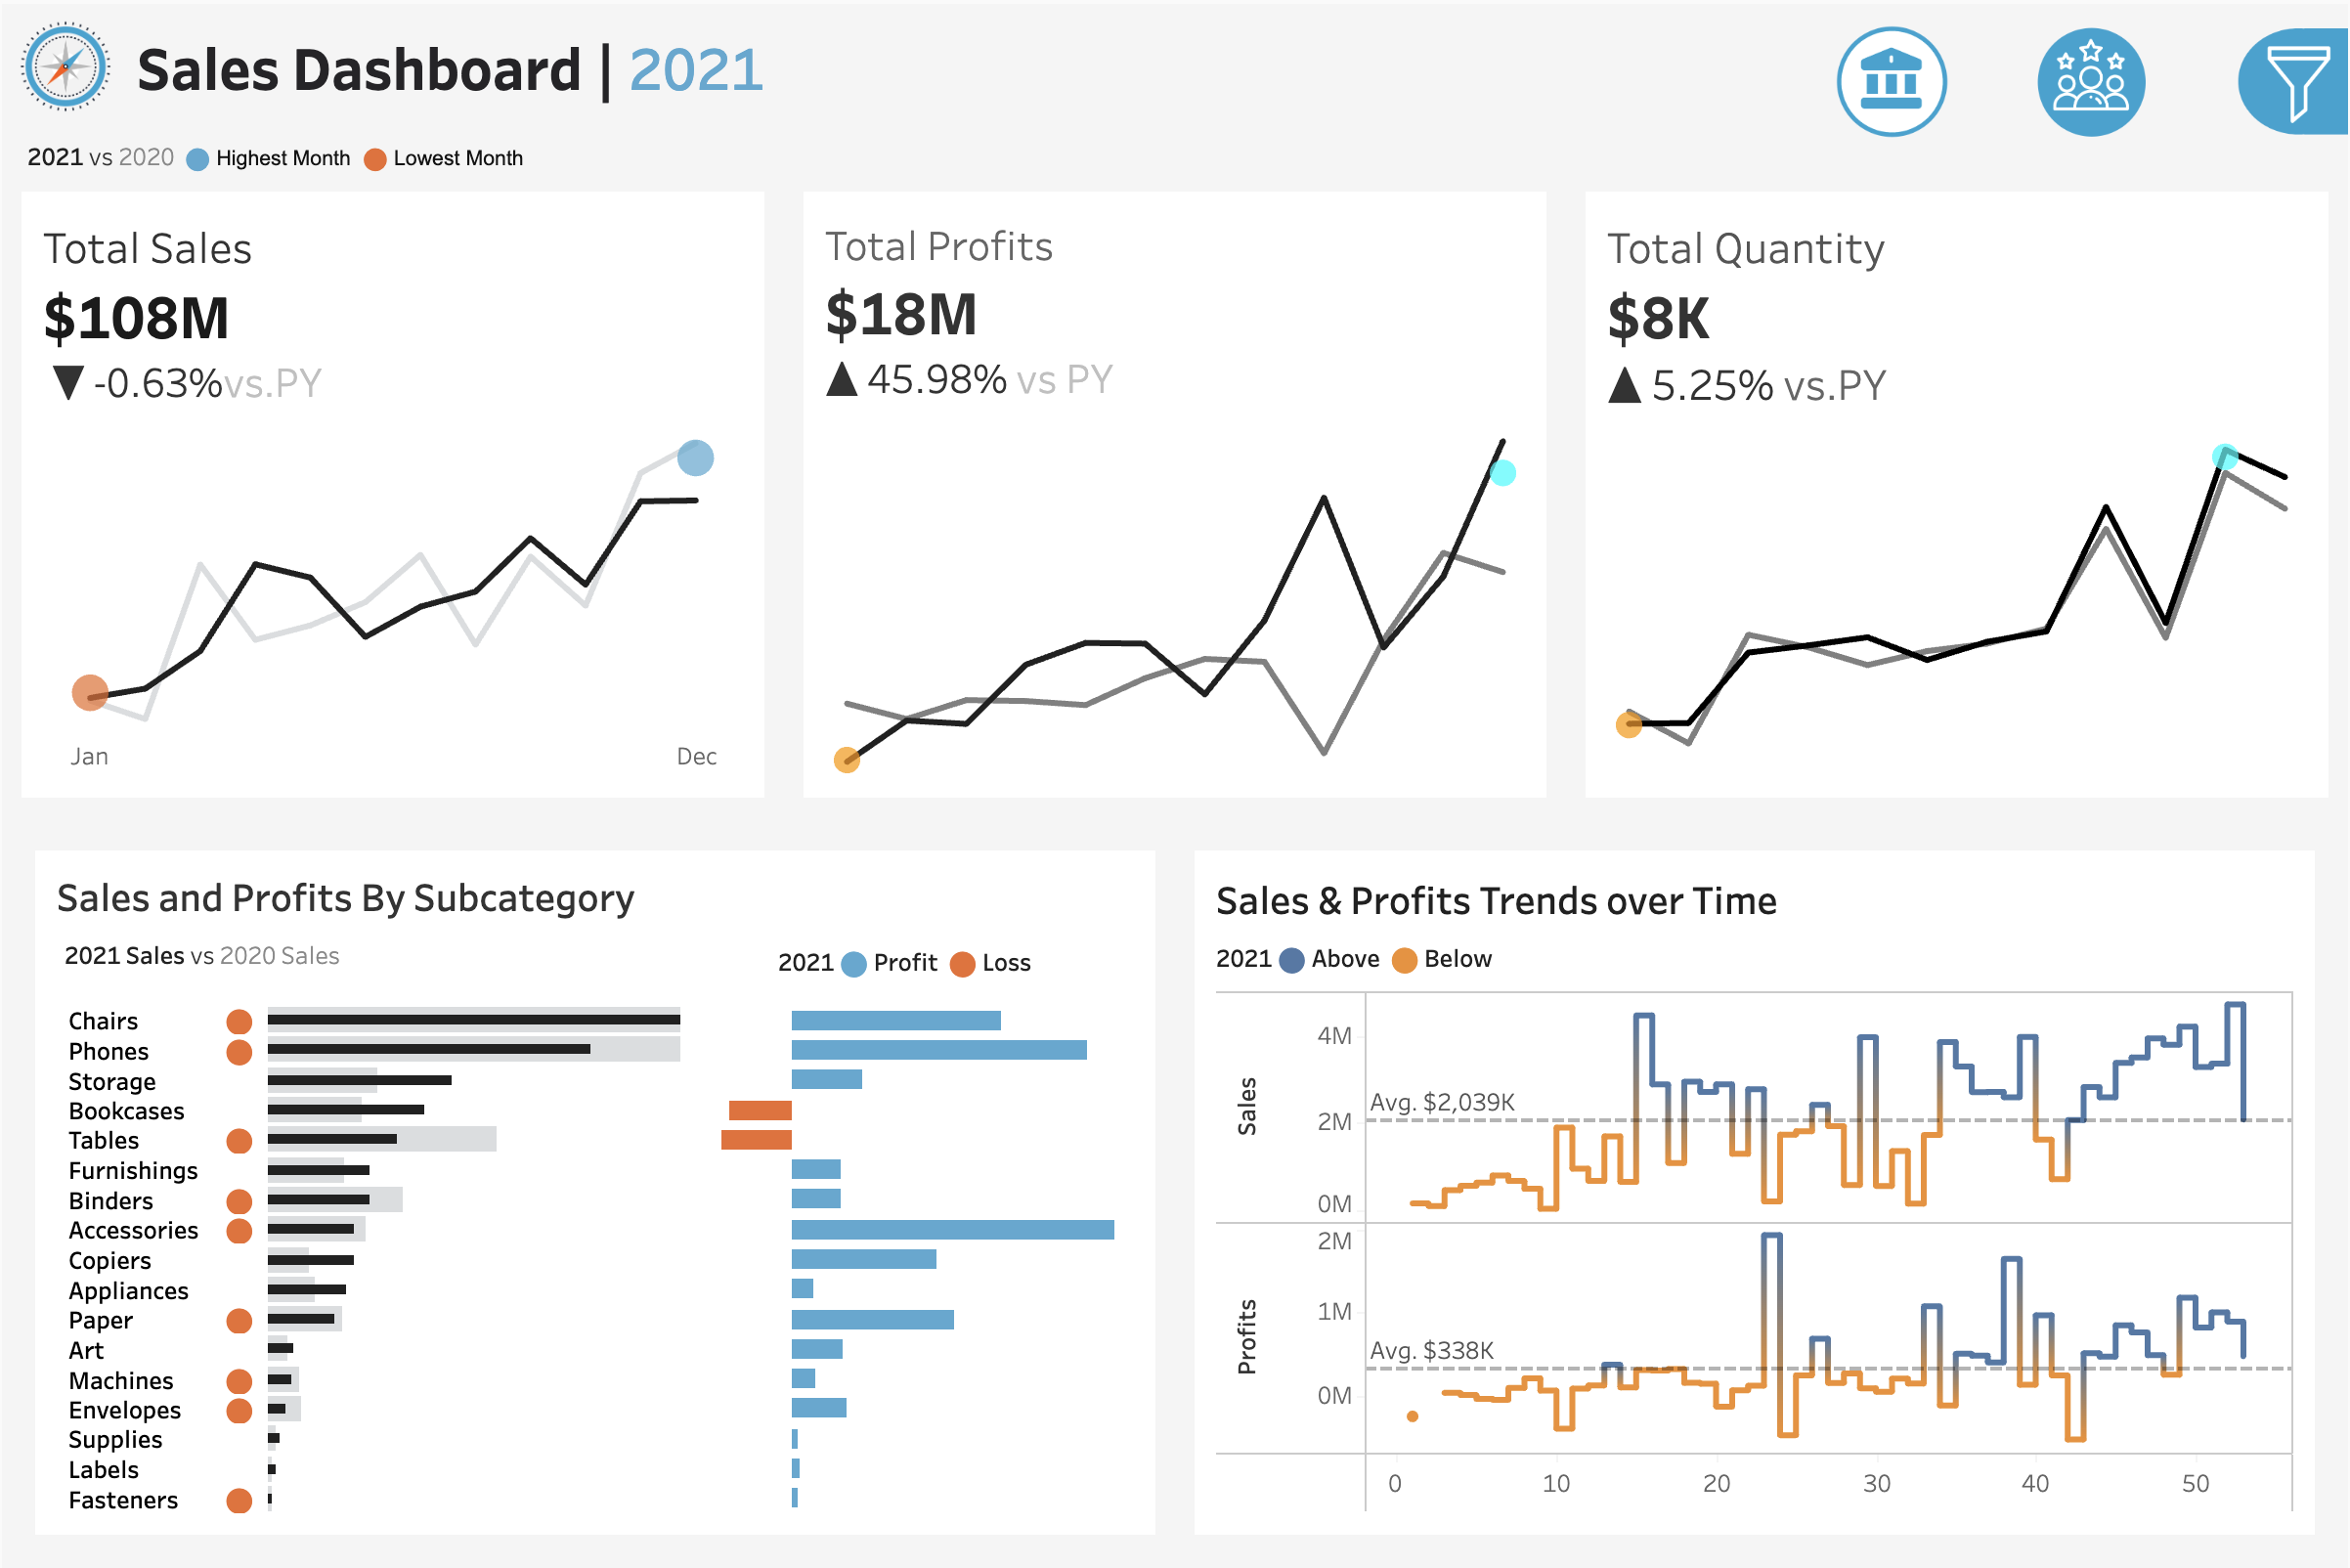 Sales Dashboard | 2021
2021 vs 2020 Highest Month Lowest Month
Total Sales
$108M
▼ -0.63%vs.PY
Jan Dec
Total Profits
$18M
▲ 45.98% vs PY
Total Quantity
$8K
▲ 5.25% vs.PY
Sales and Profits By Subcategory
2021 Sales vs 2020 Sales
2021 Profit Loss
Chairs
Phones
Storage
Bookcases
Tables
Furnishings
Binders
Accessories
Copiers
Appliances
Paper
Art
Machines
Envelopes
Supplies
Labels
Fasteners
Sales & Profits Trends over Time
2021 Above Below
Sales
4M
Avg. $2,039K
2M
0M
Profits
2M
1M
Avg. $338K
0M
0 10 20 30 40 50